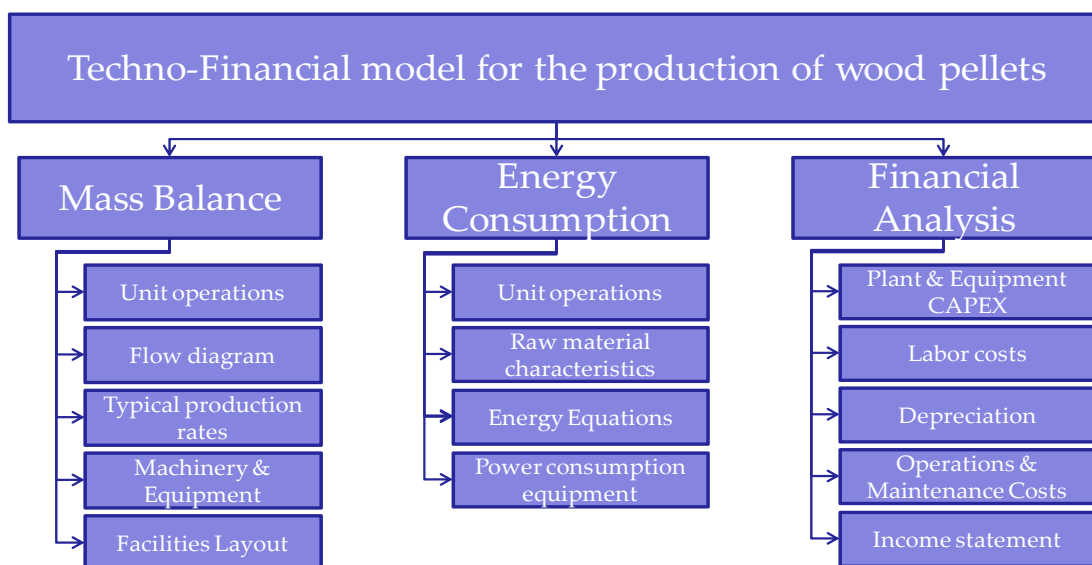 Techno-Financial model for the production of wood pellets
Mass Balance
Unit operations
Flow diagram
Typical production
rates
Machinery &
Equipment
Facilities Layout
Energy
Consumption
Unit operations
Raw material
characteristics
Energy Equations
Power consumption
equipment
Financial
Analysis
Plant & Equipment
CAPEX
Labor costs
Depreciation
Operations &
Maintenance Costs
Income statement